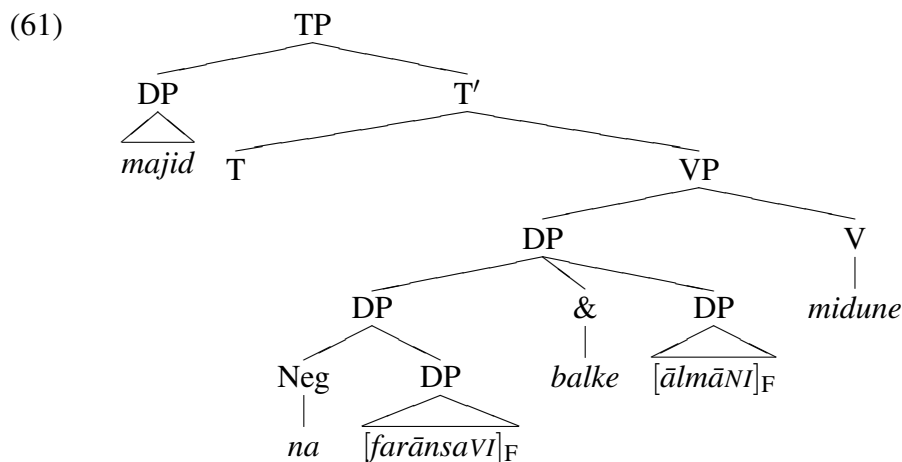 (61) TP
DP T′
majid T VP
DP V
DP & DP midune
Neg DP balke [ālmāNI]F
na [farānsaVI]F